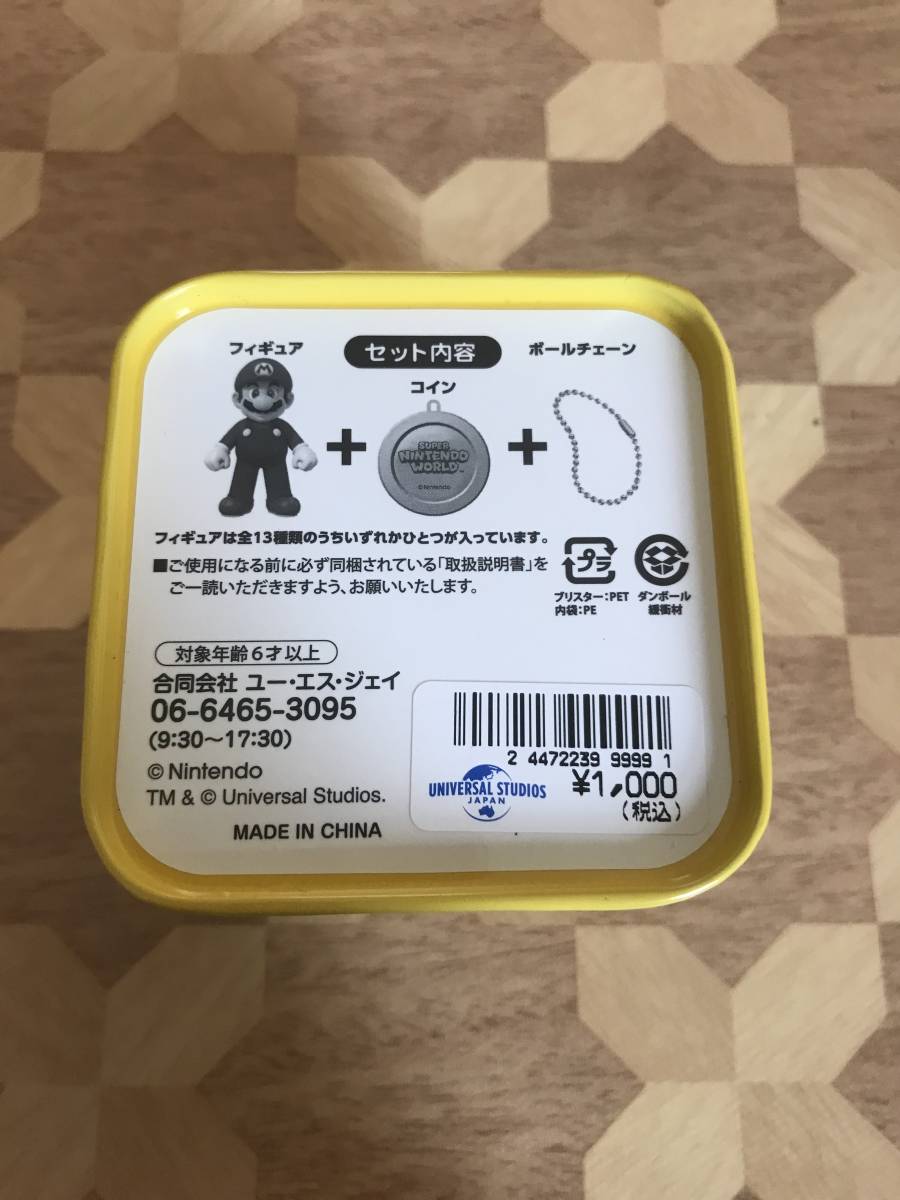 フィギュア
セット内容
ボールチェーン
コイン
M
+
+
SUPER
NINTENDO
WORLD™
©Nintendo
フィギュアは全13種類のうちいずれかひとつが入っています。
■ご使用になる前に必ず同梱されている「取扱説明書」を
ご一読いただきますよう、お願いいたします。
プラ
ブリスター:PET
内袋:PE
ダンボール
緩衝材
対象年齢6才以上
合同会社 ユー・エス・ジェイ
06-6465-3095
(9:30〜17:30)
© Nintendo
TM & © Universal Studios.
MADE IN CHINA
2 4472239 9999 1
UNIVERSAL STUDIOS
JAPAN
¥1,000
(税込)